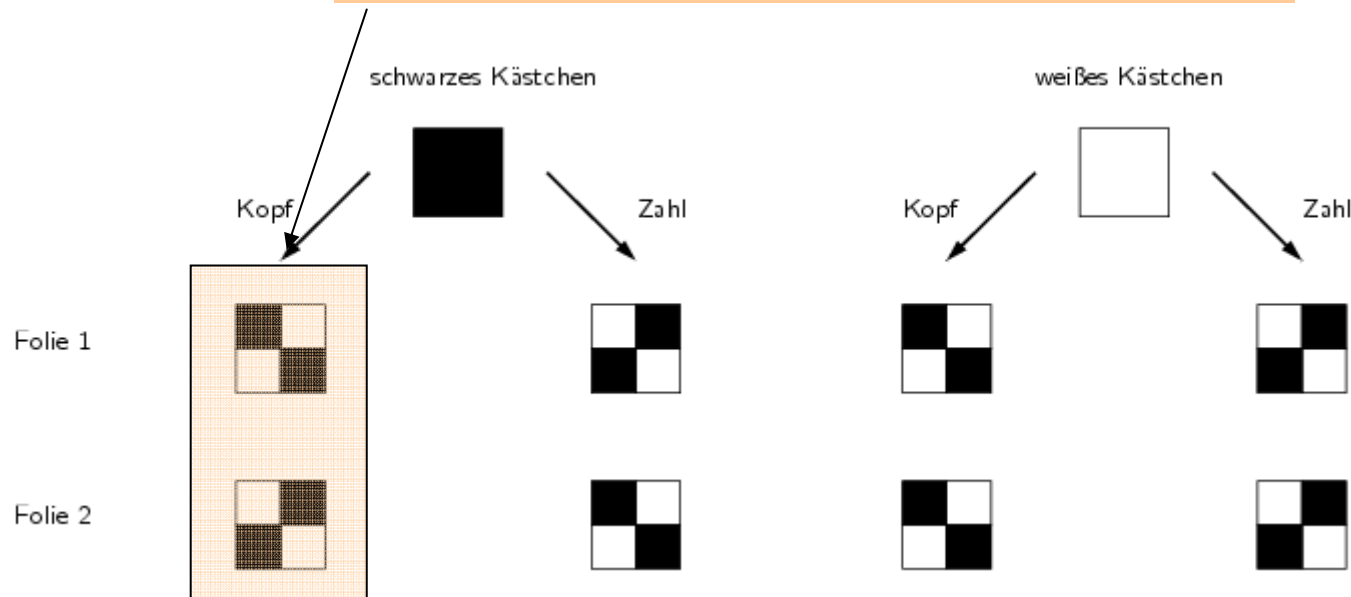 schwarzes Kästchen weißes Kästchen
Kopf Zahl Kopf Zahl
Folie 1
Folie 2